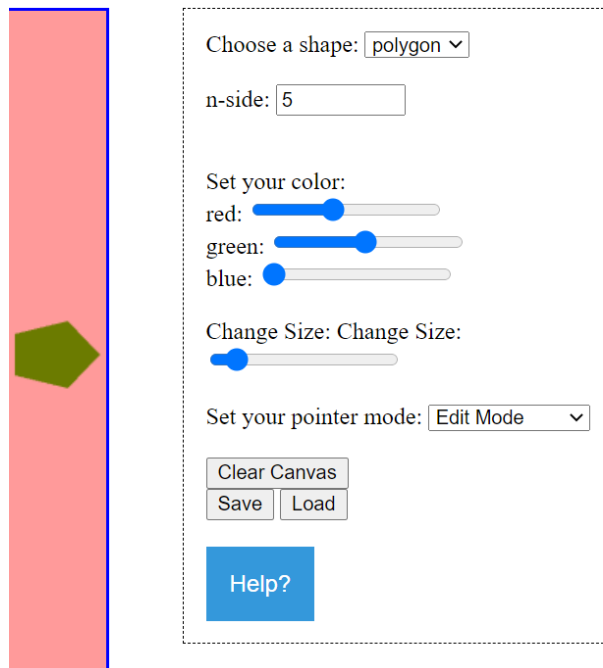 Choose a shape: polygon
n-side: 5
Set your color:
red:
green:
blue:
Change Size: Change Size:
Set your pointer mode: Edit Mode
Clear Canvas
Save Load
Help?